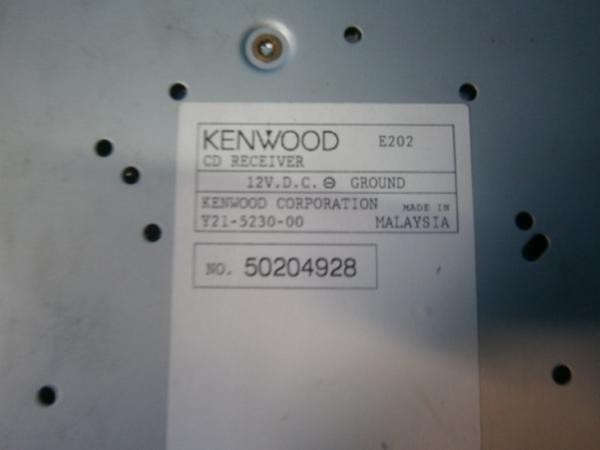 KENWOOD E202
CD RECEIVER
12V.D.C. ⊖ GROUND
KENWOOD CORPORATION MADE IN
Y21-5230-00 MALAYSIA
NO. 50204928